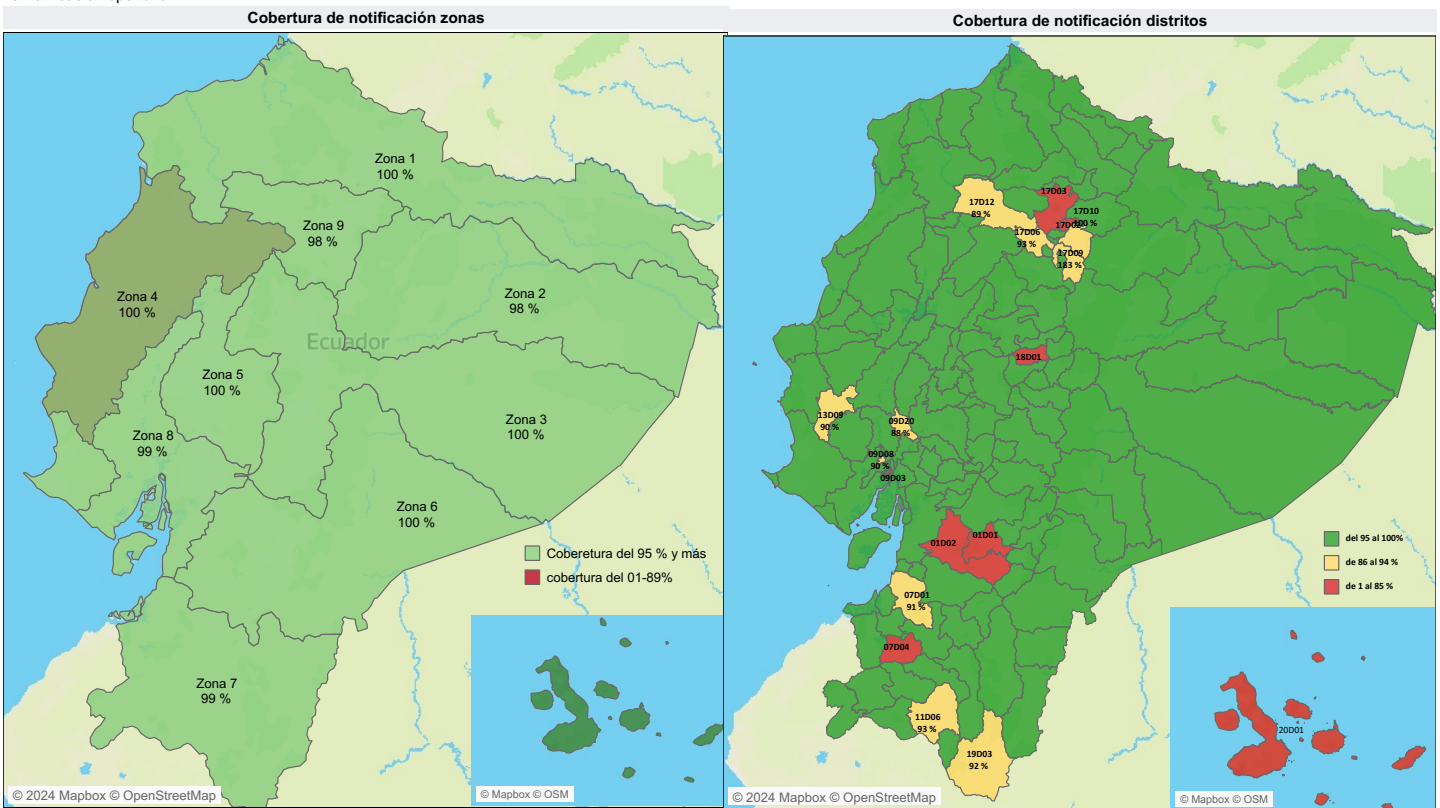 Cobertura de notificación zonas
Zona 1
100 %
Zona 9
98 %
Zona 2
98 %
Zona 4
100 %
Ecuador
Zona 5
100 %
Zona 3
100 %
Zona 8
99 %
Zona 6
100 %
Coberetura del 95 % y más
cobertura del 01-89%
Zona 7
99 %
© 2024 Mapbox © OpenStreetMap
© Mapbox © OSM
Cobertura de notificación distritos
17D03
17D12
89 %
17D10
100 %
17D02
17D06
93 %
17D09
183 %
18D01
13D09
90 %
09D20
88 %
09D08
90 %
09D03
01D02
01D01
del 95 al 100%
de 86 al 94 %
de 1 al 85 %
07D01
91 %
07D04
11D06
93 %
19D03
92 %
20D01
© 2024 Mapbox © OpenStreetMap
© Mapbox © OSM